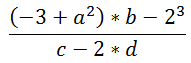 (−3 + a²) * b − 2³
c − 2 * d